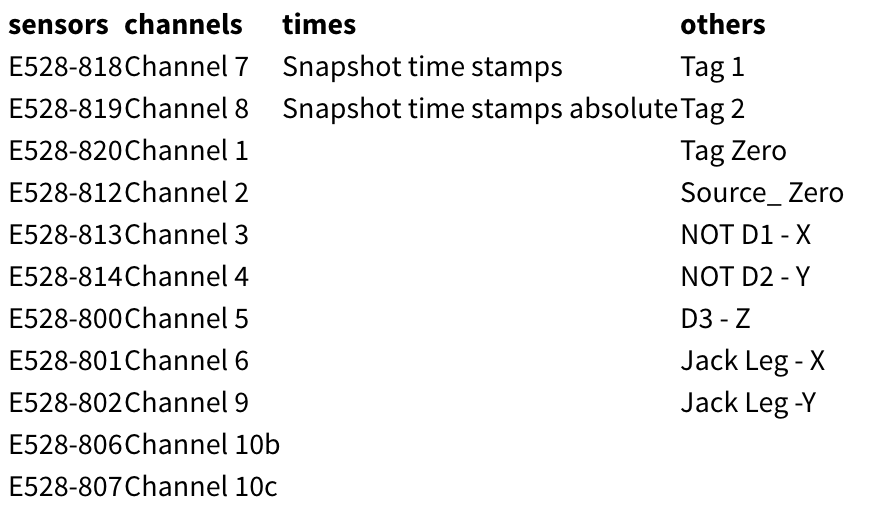 sensors channels times others
E528-818 Channel 7 Snapshot time stamps Tag 1
E528-819 Channel 8 Snapshot time stamps absolute Tag 2
E528-820 Channel 1 Tag Zero
E528-812 Channel 2 Source_ Zero
E528-813 Channel 3 NOT D1 - X
E528-814 Channel 4 NOT D2 - Y
E528-800 Channel 5 D3 - Z
E528-801 Channel 6 Jack Leg - X
E528-802 Channel 9 Jack Leg -Y
E528-806 Channel 10b
E528-807 Channel 10c